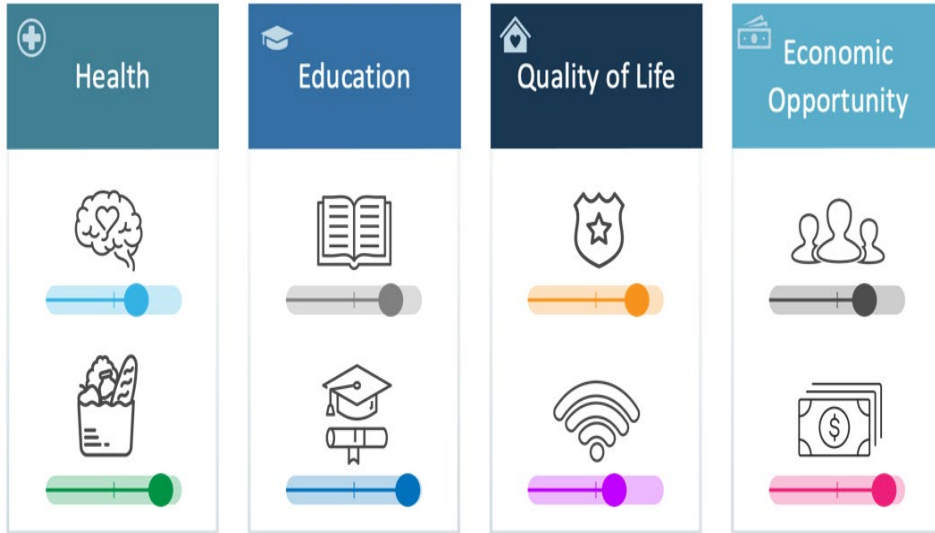 Health
Education
Quality of Life
Economic
Opportunity
$